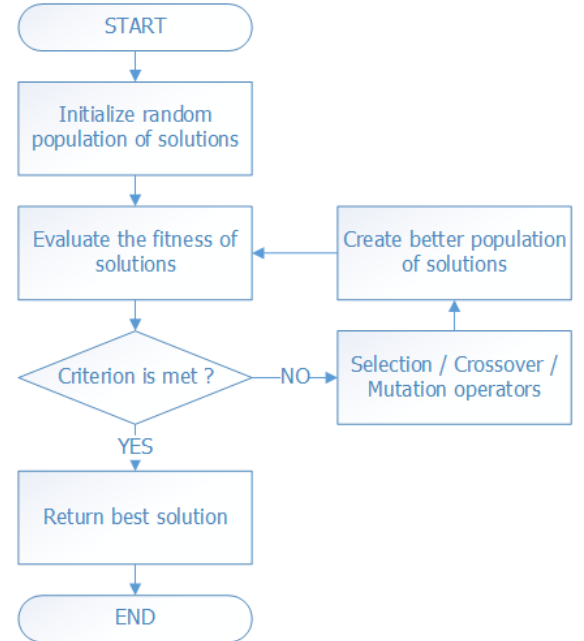 START
Initialize random
population of solutions
Evaluate the fitness of
solutions
Create better population
of solutions
Criterion is met ?
NO
Selection / Crossover /
Mutation operators
YES
Return best solution
END